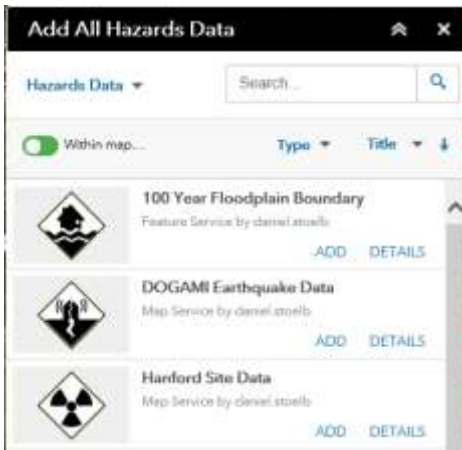 Add All Hazards Data
Hazards Data
Search...
Within map...
Type
Title
100 Year Floodplain Boundary
Feature Service by daniel.stoelb
ADD DETAILS
DOGAMI Earthquake Data
Map Service by daniel.stoelb
ADD DETAILS
Hanford Site Data
Map Service by daniel.stoelb
ADD DETAILS